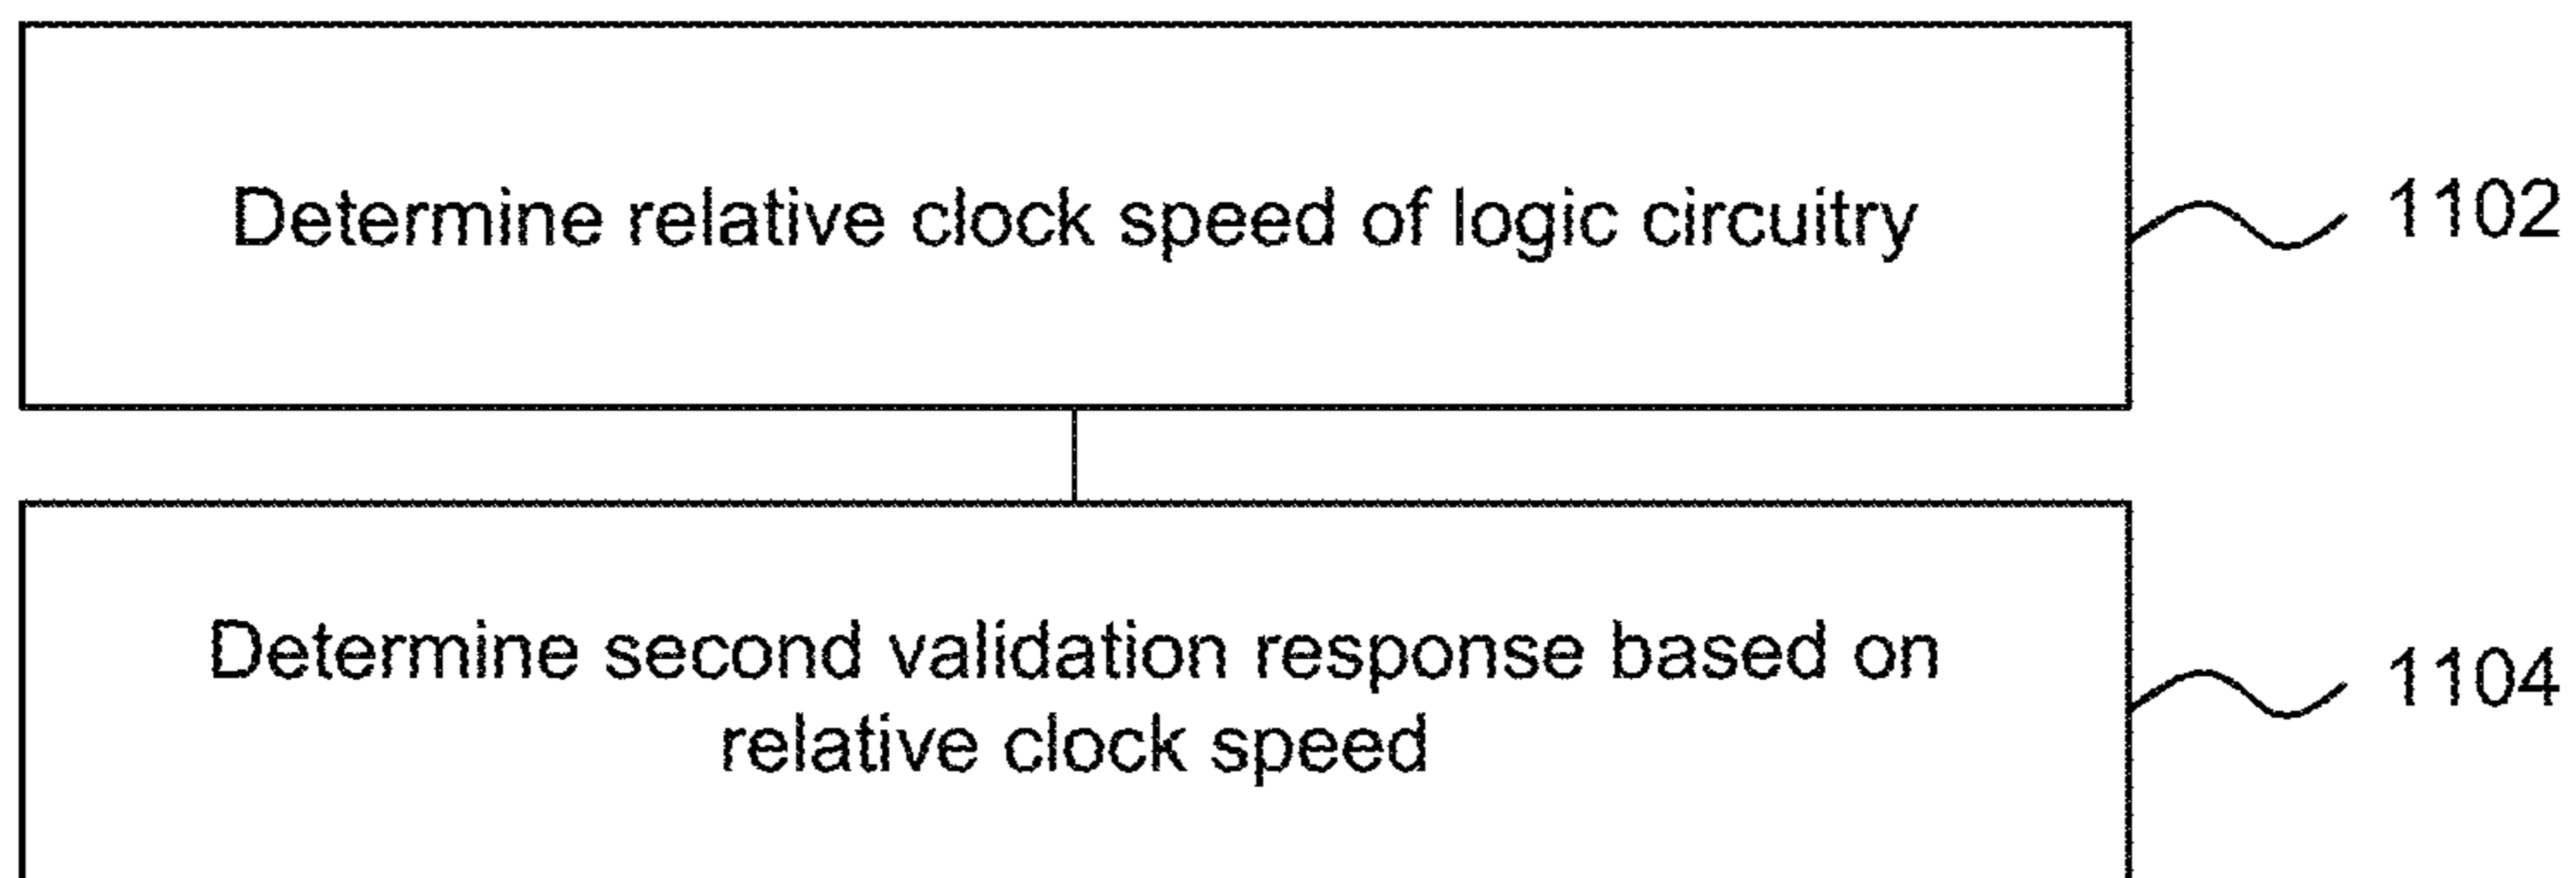 Determine relative clock speed of logic circuitry
1102
Determine second validation response based on
relative clock speed
1104